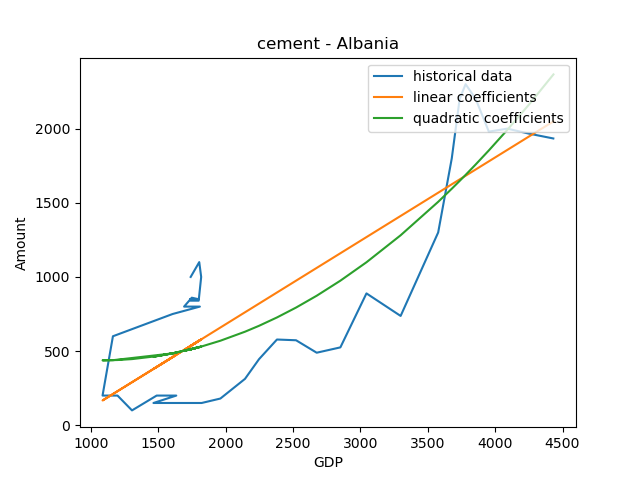 cement - Albania
historical data
linear coefficients
quadratic coefficients
Amount
2000
1500
1000
500
0
1000 1500 2000 2500 3000 3500 4000 4500
GDP